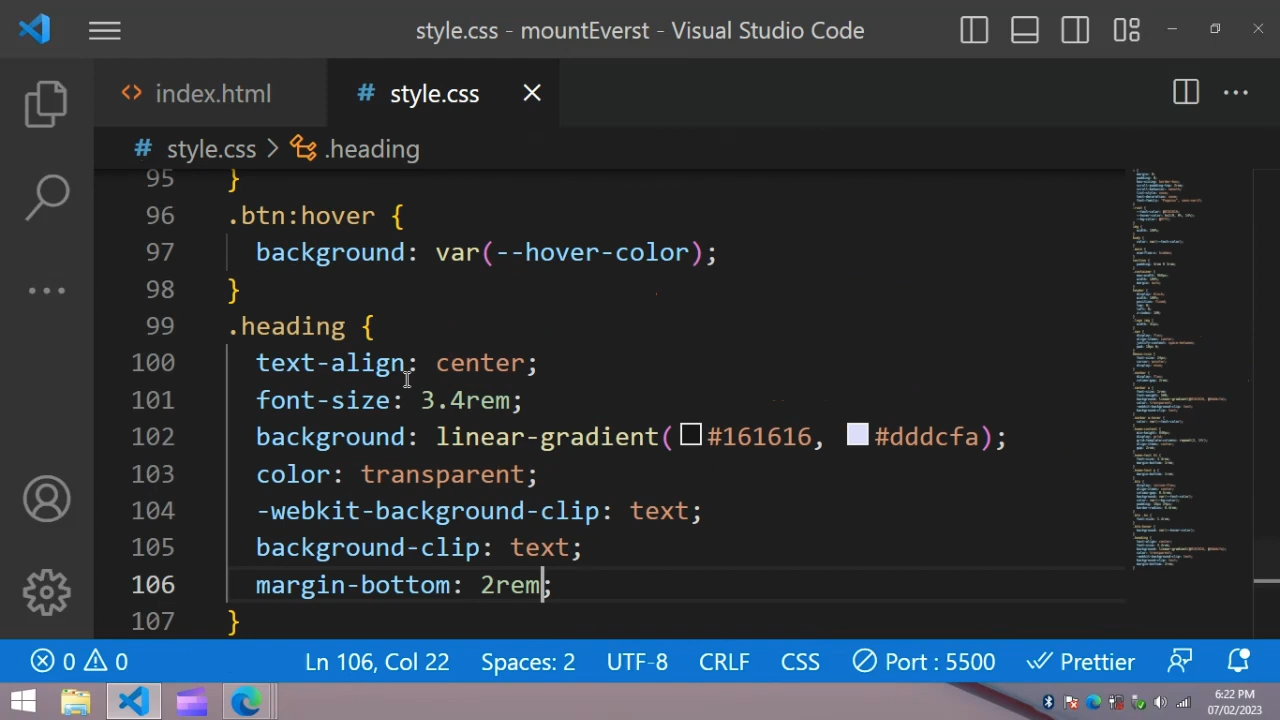 style.css - mountEverst - Visual Studio Code
index.html
# style.css
# style.css > .heading
95 }
96 .btn:hover {
97 background: var(--hover-color);
98 }
99 .heading {
100 text-align: center;
101 font-size: 3.4rem;
102 background: linear-gradient(#161616, #dddcfa);
103 color: transparent;
104 -webkit-background-clip: text;
105 background-clip: text;
106 margin-bottom: 2rem;
107 }
0 0 Ln 106, Col 22 Spaces: 2 UTF-8 CRLF CSS Port : 5500 Prettier
6:22 PM
07/02/2023